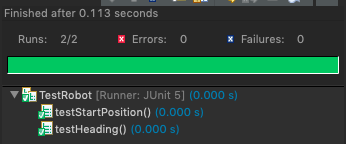 Finished after 0.113 seconds
Runs: 2/2 Errors: 0 Failures: 0
TestRobot [Runner: JUnit 5] (0.000 s)
testStartPosition() (0.000 s)
testHeading() (0.000 s)